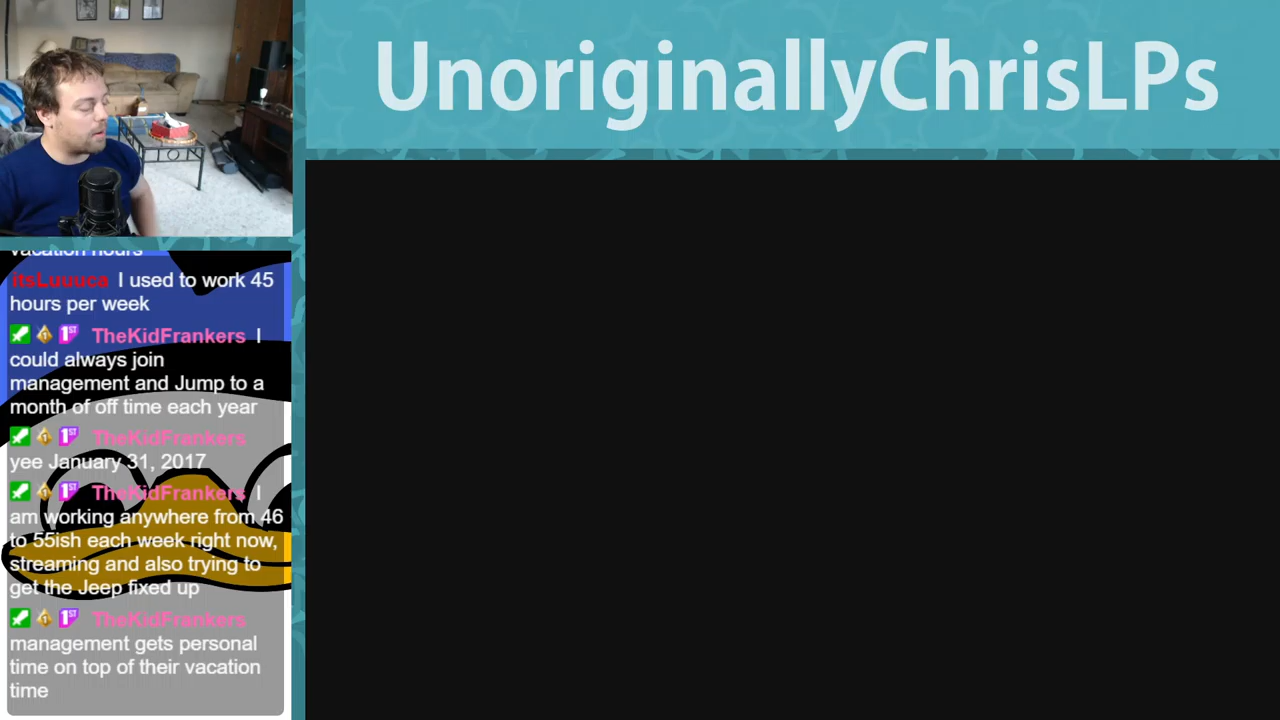 UnoriginallyChrisLPs
vacation hours
itsLuuuca I used to work 45
hours per week
TheKidFrankers I
could always join
management and Jump to a
month of off time each year
TheKidFrankers
yee January 31, 2017
TheKidFrankers I
am working anywhere from 46
to 55ish each week right now,
streaming and also trying to
get the Jeep fixed up
TheKidFrankers
management gets personal
time on top of their vacation
time